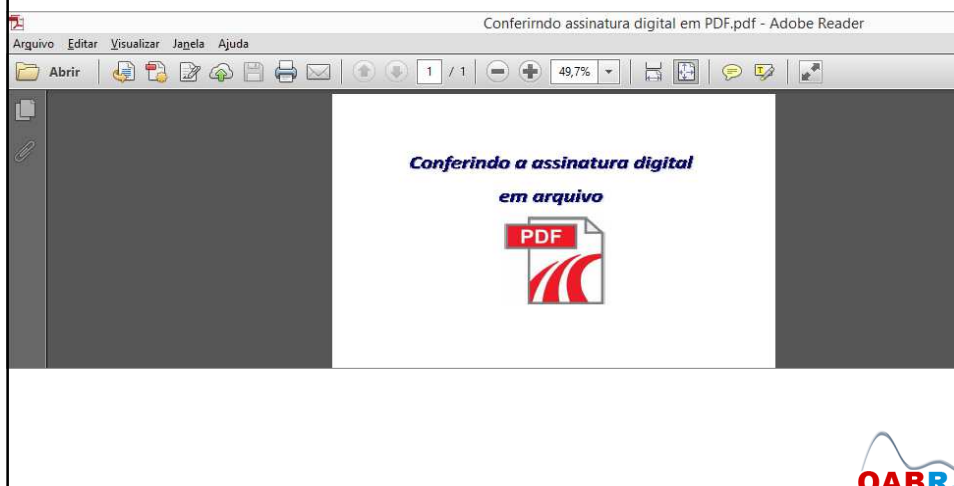 Conferirndo assinatura digital em PDF.pdf - Adobe Reader
Arquivo Editar Visualizar Janela Ajuda
Abrir 1 / 1 49,7% T
Conferindo a assinatura digital
em arquivo
PDF
OABR